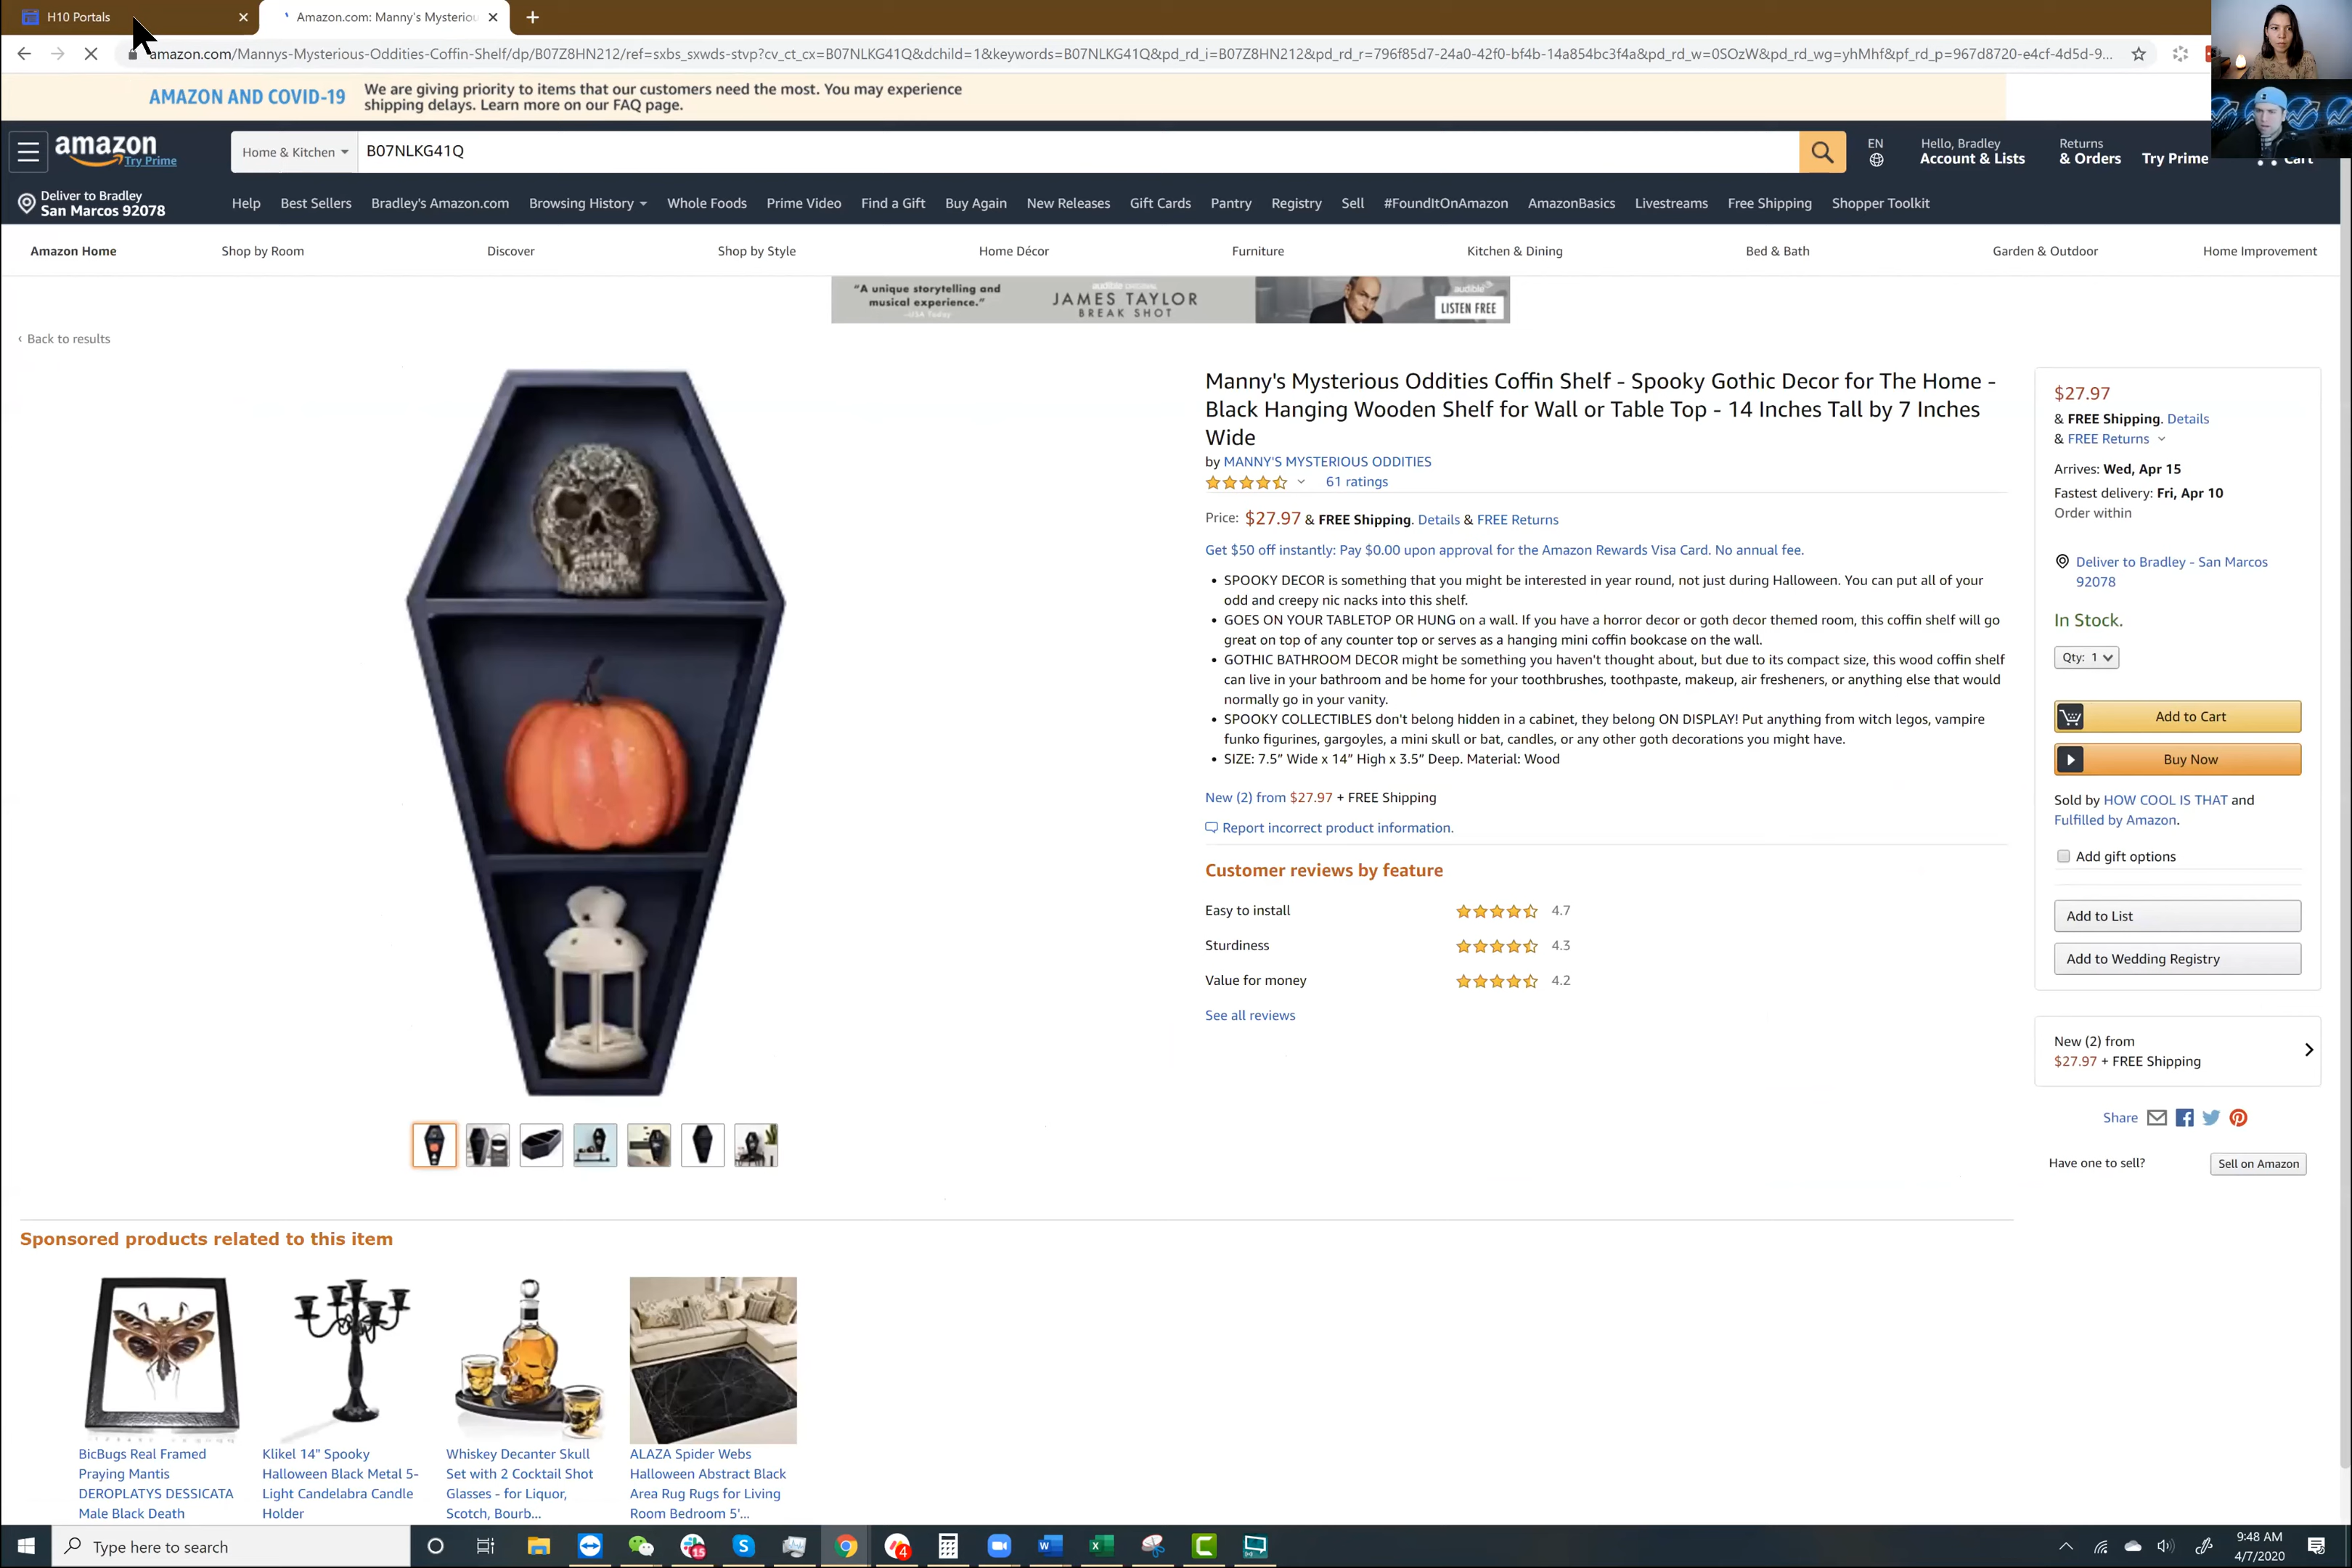 H10 Portals
Amazon.com: Manny's Mysteriou
amazon.com/Mannys-Mysterious-Oddities-Coffin-Shelf/dp/B07Z8HN212/ref=sxbs_sxwds-stvp?cv_ct_cx=B07NLKG41Q&dchild=1&keywords=B07NLKG41Q&pd_rd_i=B07Z8HN212&pd_rd_r=796f85d7-24a0-42f0-bf4b-14a854bc3f4a&pd_rd_w=0SOzW&pd_rd_wg=yhMhf&pf_rd_p=967d8720-e4cf-4d5d-9...
AMAZON AND COVID-19
We are giving priority to items that our customers need the most. You may experience
shipping delays. Learn more on our FAQ page.
amazon
Try Prime
Home & Kitchen
B07NLKG41Q
EN
Hello, Bradley
Account & Lists
Returns
& Orders
Try Prime
Cart
Deliver to Bradley
San Marcos 92078
Help Best Sellers Bradley's Amazon.com Browsing History Whole Foods Prime Video Find a Gift Buy Again New Releases Gift Cards Pantry Registry Sell #FoundItOnAmazon AmazonBasics Livestreams Free Shipping Shopper Toolkit
Amazon Home Shop by Room Discover Shop by Style Home Décor Furniture Kitchen & Dining Bed & Bath Garden & Outdoor Home Improvement
"A unique storytelling and
musical experience."
-USA Today
audible ORIGINAL
JAMES TAYLOR
BREAK SHOT
audible
LISTEN FREE
‹ Back to results
Manny's Mysterious Oddities Coffin Shelf - Spooky Gothic Decor for The Home -
Black Hanging Wooden Shelf for Wall or Table Top - 14 Inches Tall by 7 Inches
Wide
by MANNY'S MYSTERIOUS ODDITIES
61 ratings
Price: $27.97 & FREE Shipping. Details & FREE Returns
Get $50 off instantly: Pay $0.00 upon approval for the Amazon Rewards Visa Card. No annual fee.
• SPOOKY DECOR is something that you might be interested in year round, not just during Halloween. You can put all of your
odd and creepy nic nacks into this shelf.
• GOES ON YOUR TABLETOP OR HUNG on a wall. If you have a horror decor or goth decor themed room, this coffin shelf will go
great on top of any counter top or serves as a hanging mini coffin bookcase on the wall.
• GOTHIC BATHROOM DECOR might be something you haven't thought about, but due to its compact size, this wood coffin shelf
can live in your bathroom and be home for your toothbrushes, toothpaste, makeup, air fresheners, or anything else that would
normally go in your vanity.
• SPOOKY COLLECTIBLES don't belong hidden in a cabinet, they belong ON DISPLAY! Put anything from witch legos, vampire
funko figurines, gargoyles, a mini skull or bat, candles, or any other goth decorations you might have.
• SIZE: 7.5" Wide x 14" High x 3.5" Deep. Material: Wood
New (2) from $27.97 + FREE Shipping
Report incorrect product information.
Customer reviews by feature
Easy to install 4.7
Sturdiness 4.3
Value for money 4.2
See all reviews
$27.97
& FREE Shipping. Details
& FREE Returns
Arrives: Wed, Apr 15
Fastest delivery: Fri, Apr 10
Order within
Deliver to Bradley - San Marcos
92078
In Stock.
Qty: 1
Add to Cart
Buy Now
Sold by HOW COOL IS THAT and
Fulfilled by Amazon.
Add gift options
Add to List
Add to Wedding Registry
New (2) from
$27.97 + FREE Shipping
Share
Have one to sell?
Sell on Amazon
Sponsored products related to this item
BicBugs Real Framed
Praying Mantis
DEROPLATYS DESSICATA
Male Black Death
Klikel 14" Spooky
Halloween Black Metal 5-
Light Candelabra Candle
Holder
Whiskey Decanter Skull
Set with 2 Cocktail Shot
Glasses - for Liquor,
Scotch, Bourb...
ALAZA Spider Webs
Halloween Abstract Black
Area Rug Rugs for Living
Room Bedroom 5'...
Type here to search
15
4
9:48 AM
4/7/2020